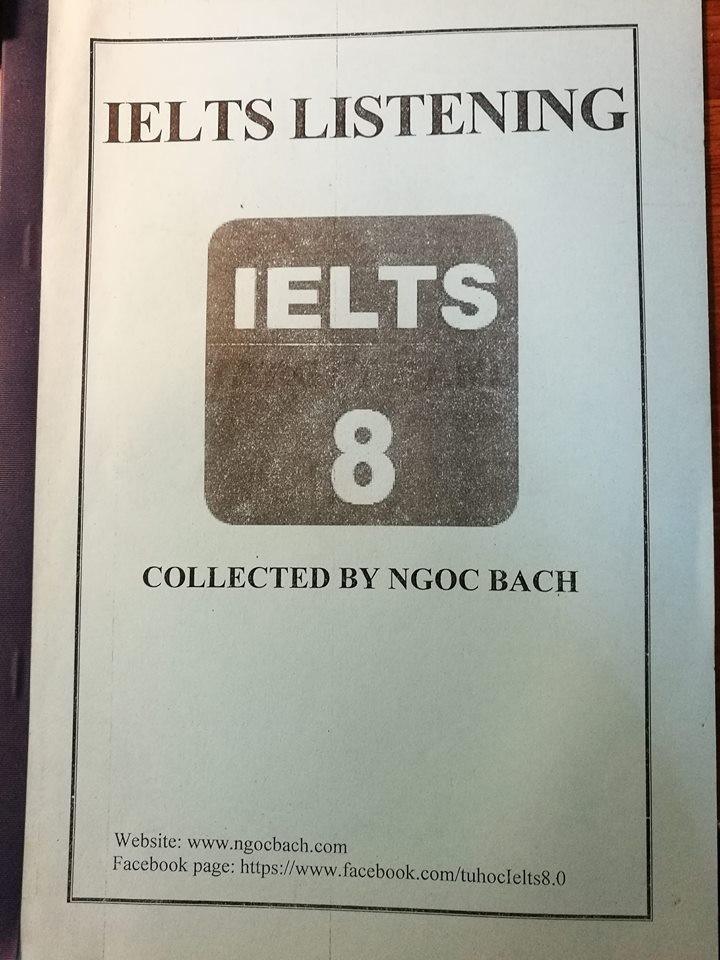 IELTS LISTENING
IELTS
8
COLLECTED BY NGOC BACH
Website: www.ngocbach.com
Facebook page: https://www.facebook.com/tuhocIelts8.0